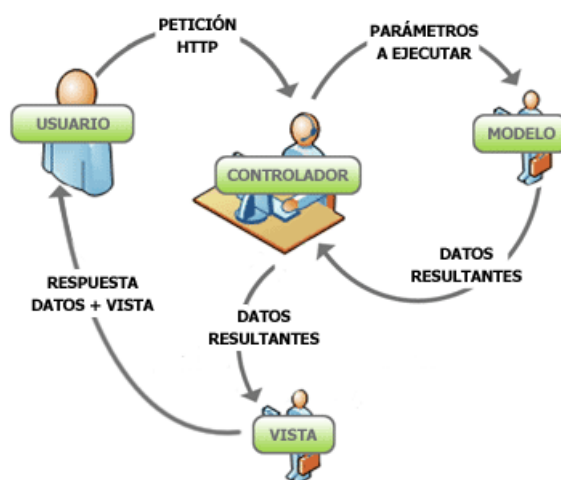 PETICIÓN
HTTP
PARÁMETROS
A EJECUTAR
USUARIO
MODELO
CONTROLADOR
DATOS
RESULTANTES
RESPUESTA
DATOS + VISTA
DATOS
RESULTANTES
VISTA